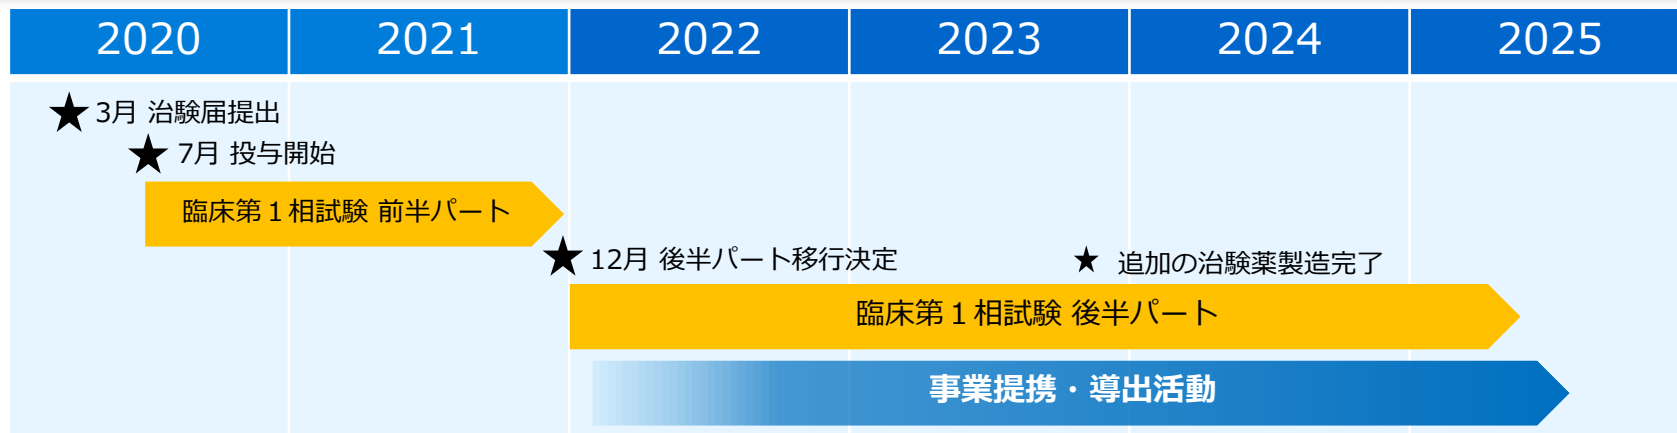 2020 2021 2022 2023 2024 2025
★ 3月 治験届提出
★ 7月 投与開始
臨床第１相試験 前半パート
★ 12月 後半パート移行決定
★ 追加の治験薬製造完了
臨床第１相試験 後半パート
事業提携・導出活動